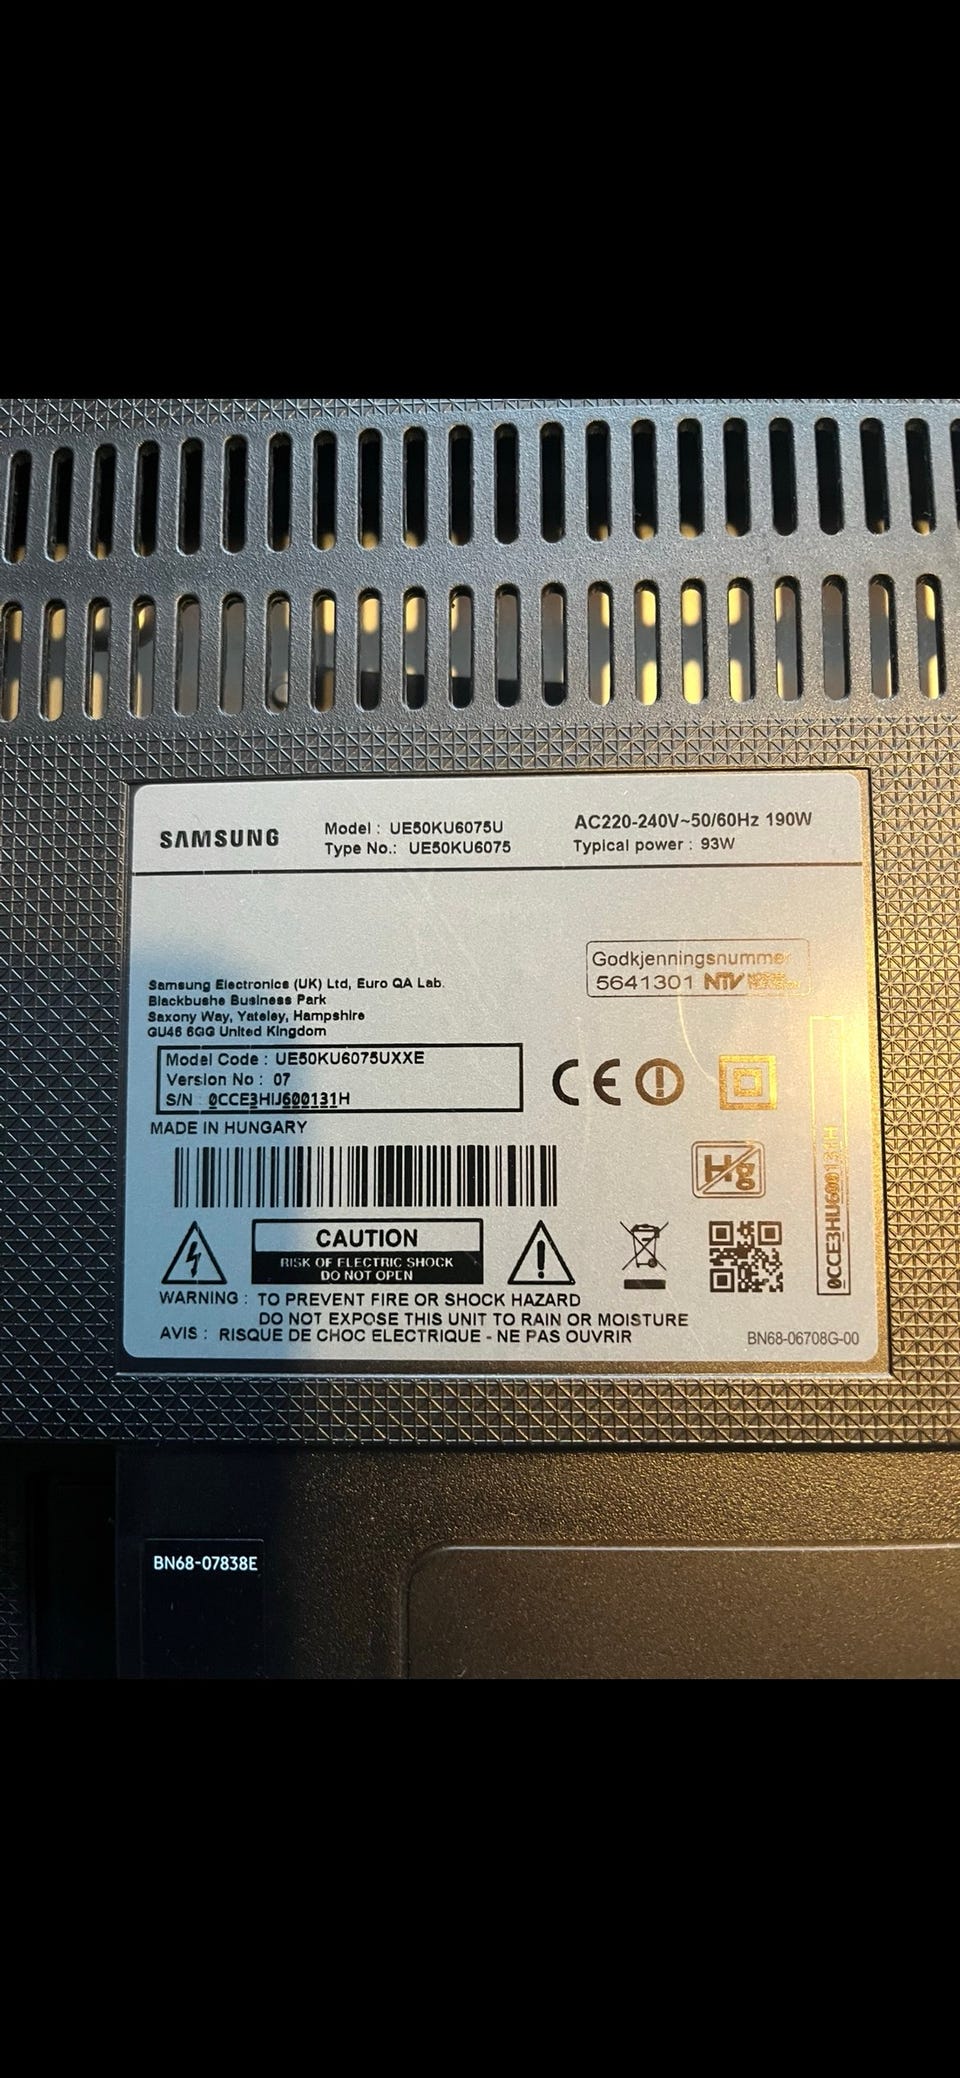 SAMSUNG
Model : UE50KU6075U
Type No.: UE50KU6075
AC220-240V~50/60Hz 190W
Typical power : 93W
Godkjenningsnummer
5641301 NTV
Samsung Electronics (UK) Ltd, Euro QA Lab.
Blackbushe Business Park
Saxony Way, Yateley, Hampshire
GU46 6GG United Kingdom
Model Code : UE50KU6075UXXE
Version No : 07
S/N : 0CCE3HU600131H
CE
MADE IN HUNGARY
Hg
0CCE3HU600131H
CAUTION
RISK OF ELECTRIC SHOCK
DO NOT OPEN
WARNING : TO PREVENT FIRE OR SHOCK HAZARD
DO NOT EXPOSE THIS UNIT TO RAIN OR MOISTURE
AVIS : RISQUE DE CHOC ELECTRIQUE - NE PAS OUVRIR
BN68-06708G-00
BN68-07838E